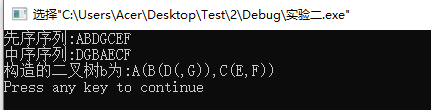 选择"C:\Users\Acer\Desktop\Test\2\Debug\实验二.exe"
先序序列:ABDGCEF
中序序列:DGBAECF
构造的二叉树b为:A(B(D(,G)),C(E,F))
Press any key to continue